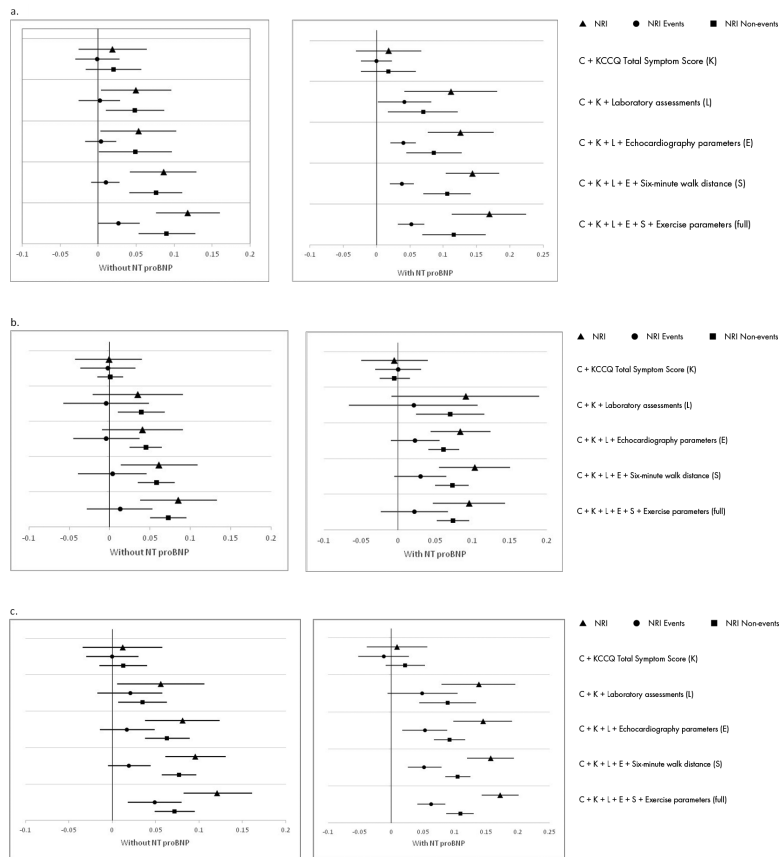 a.
NRI NRI Events NRI Non-events
C + KCCQ Total Symptom Score (K)
C + K + Laboratory assessments (L)
C + K + L + Echocardiography parameters (E)
C + K + L + E + Six-minute walk distance (S)
C + K + L + E + S + Exercise parameters (full)
-0.1 -0.05 0 0.05 0.1 0.15 0.2
Without NT proBNP
-0.1 -0.05 0 0.05 0.1 0.15 0.2 0.25
With NT proBNP
b.
NRI NRI Events NRI Non-events
C + KCCQ Total Symptom Score (K)
C + K + Laboratory assessments (L)
C + K + L + Echocardiography parameters (E)
C + K + L + E + Six-minute walk distance (S)
C + K + L + E + S + Exercise parameters (full)
-0.1 -0.05 0 0.05 0.1 0.15 0.2
Without NT proBNP
-0.1 -0.05 0 0.05 0.1 0.15 0.2
With NT proBNP
c.
NRI NRI Events NRI Non-events
C + KCCQ Total Symptom Score (K)
C + K + Laboratory assessments (L)
C + K + L + Echocardiography parameters (E)
C + K + L + E + Six-minute walk distance (S)
C + K + L + E + S + Exercise parameters (full)
-0.1 -0.05 0 0.05 0.1 0.15 0.2
Without NT proBNP
-0.1 -0.05 0 0.05 0.1 0.15 0.2 0.25
With NT proBNP